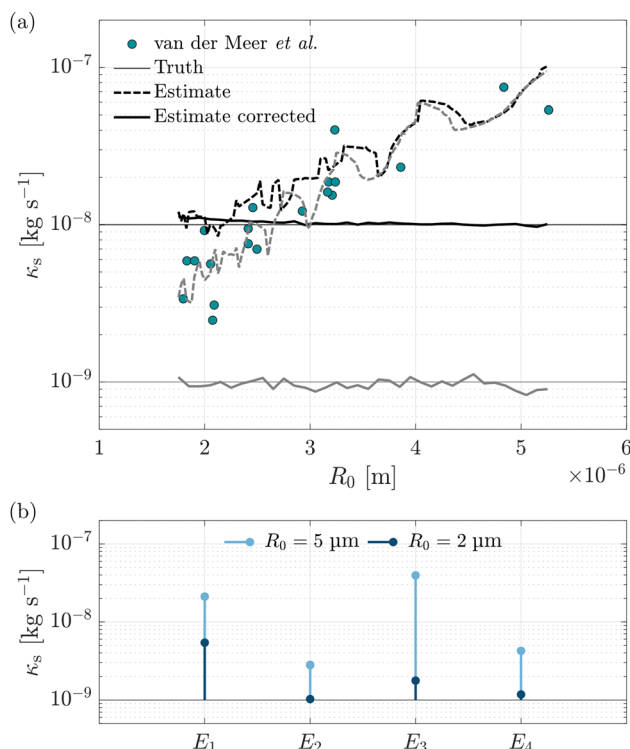 (a)
van der Meer et al.
Truth
Estimate
Estimate corrected
10⁻⁷
10⁻⁸
10⁻⁹
κₛ [kg s⁻¹]
1 2 3 4 5 6
R₀ [m]
×10⁻⁶
(b)
R₀ = 5 µm R₀ = 2 µm
10⁻⁷
10⁻⁸
10⁻⁹
κₛ [kg s⁻¹]
E₁ E₂ E₃ E₄